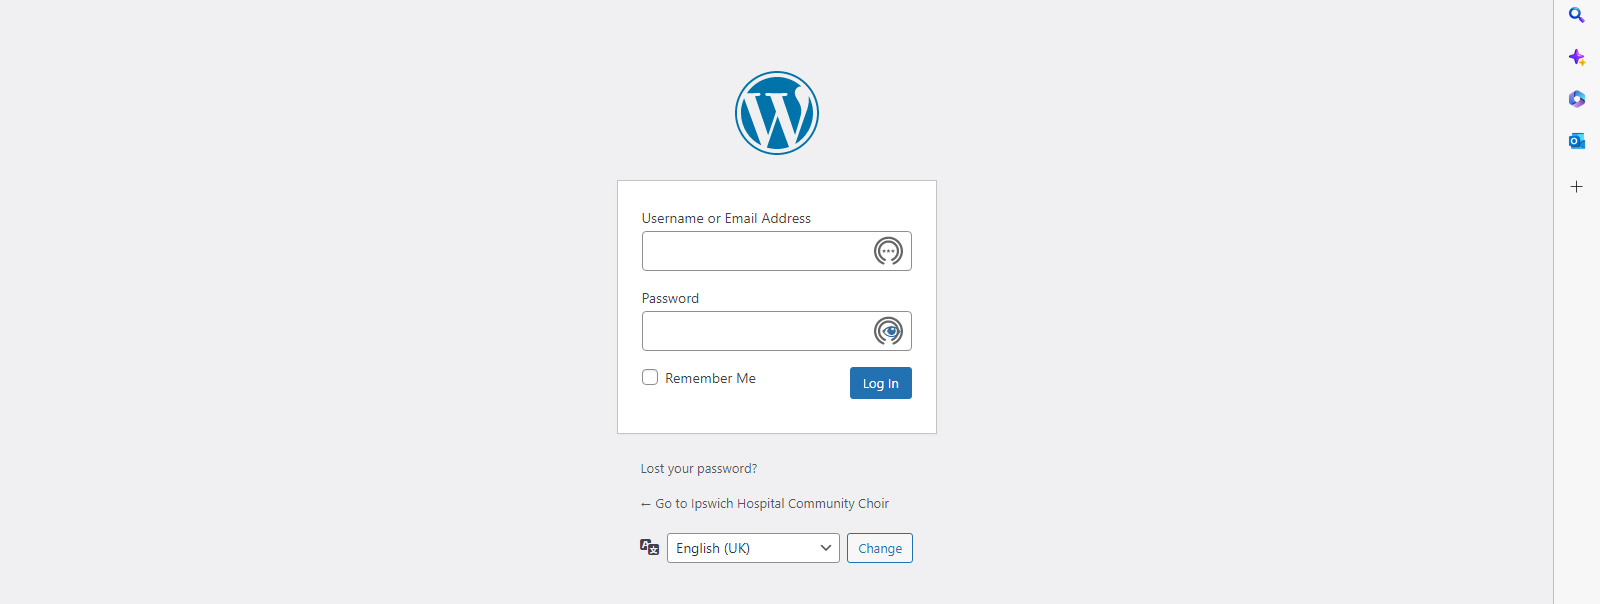 Username or Email Address
Password
Remember Me
Log In
Lost your password?
← Go to Ipswich Hospital Community Choir
English (UK)
Change